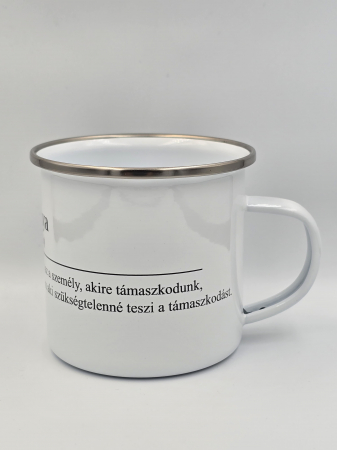 a személy, akire támaszkodunk,
aki szükségtelenné teszi a támaszkodást.